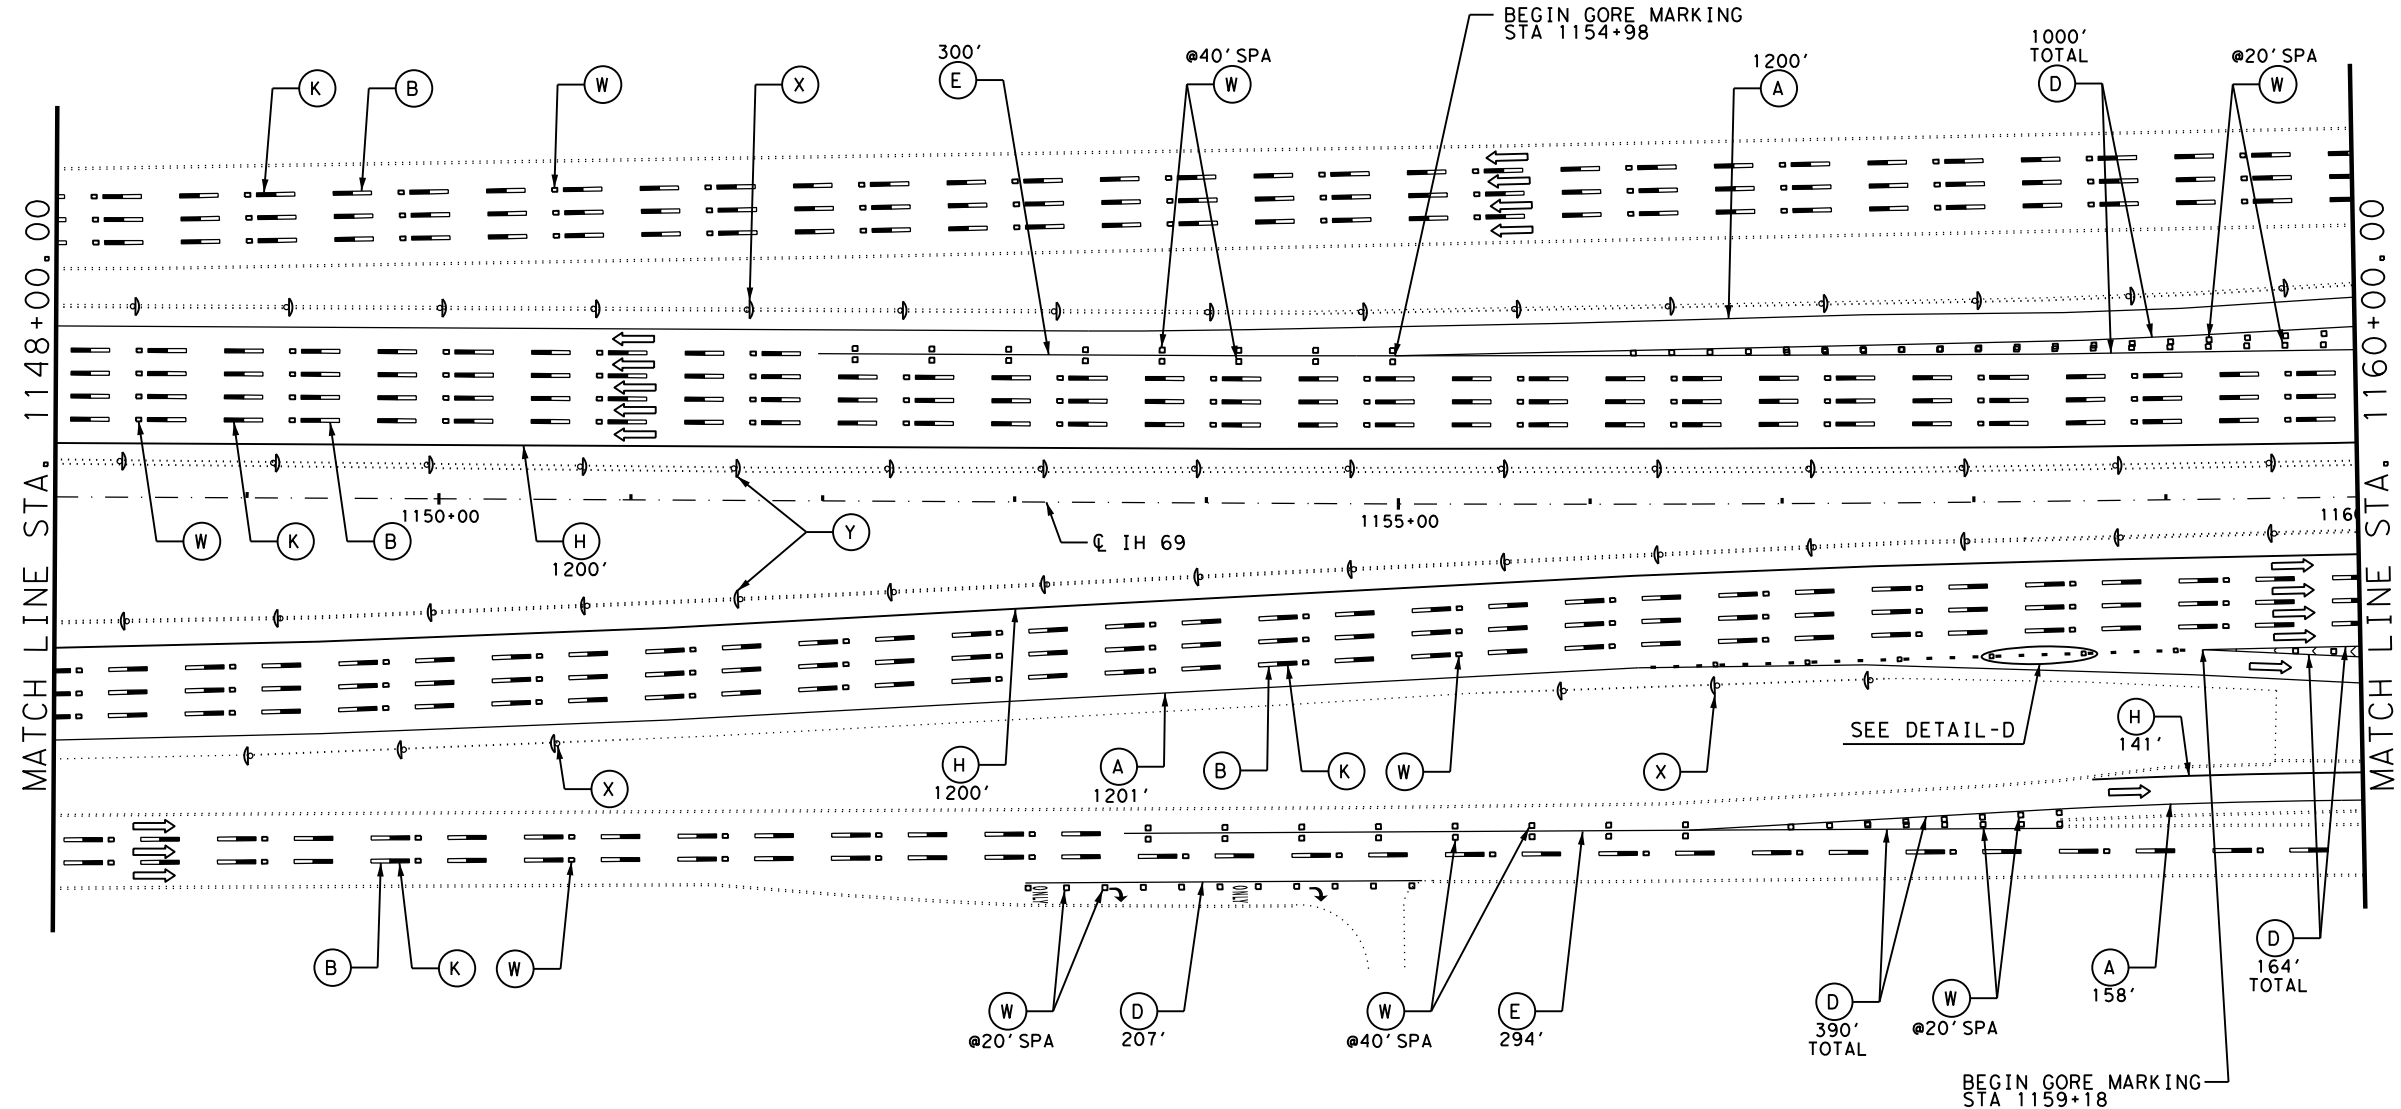 BEGIN GORE MARKING
STA 1154+98
300'
@40'SPA
1200'
1000'
TOTAL
@20'SPA
K
B
W
X
E
W
A
D
W
MATCH LINE STA. 1148+00.00
MATCH LINE STA. 1160+00.00
1150+00
1155+00
1160
W
K
B
H
1200'
Y
℄ IH 69
SEE DETAIL-D
H
141'
X
H
1200'
A
1201'
B
K
W
X
ONLY
ONLY
B
K
W
W
@20'SPA
D
207'
W
@40'SPA
E
294'
D
390'
TOTAL
W
@20'SPA
A
158'
D
164'
TOTAL
BEGIN GORE MARKING
STA 1159+18